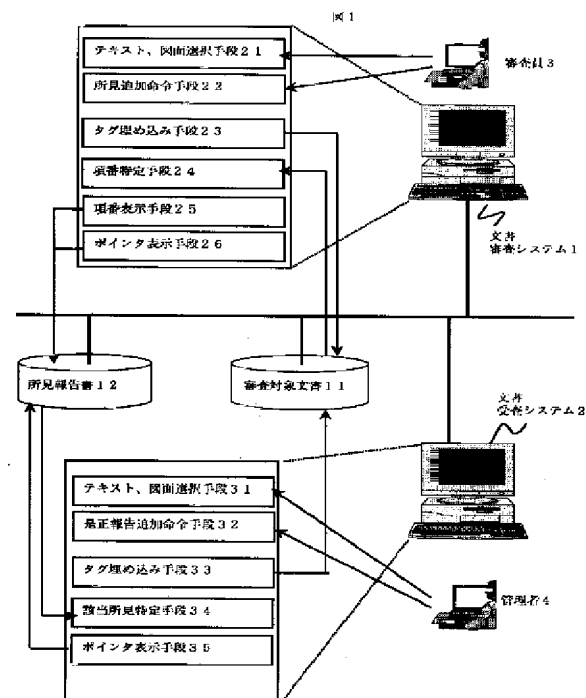 図1
テキスト、図面選択手段21
所見追加命令手段22
タグ埋め込み手段23
項番特定手段24
項番表示手段25
ポインタ表示手段26
審査員3
文書
審査システム1
所見報告書12
審査対象文書11
文書
受審システム2
テキスト、図面選択手段31
是正報告追加命令手段32
タグ埋め込み手段33
該当所見特定手段34
ポインタ表示手段35
管理者4